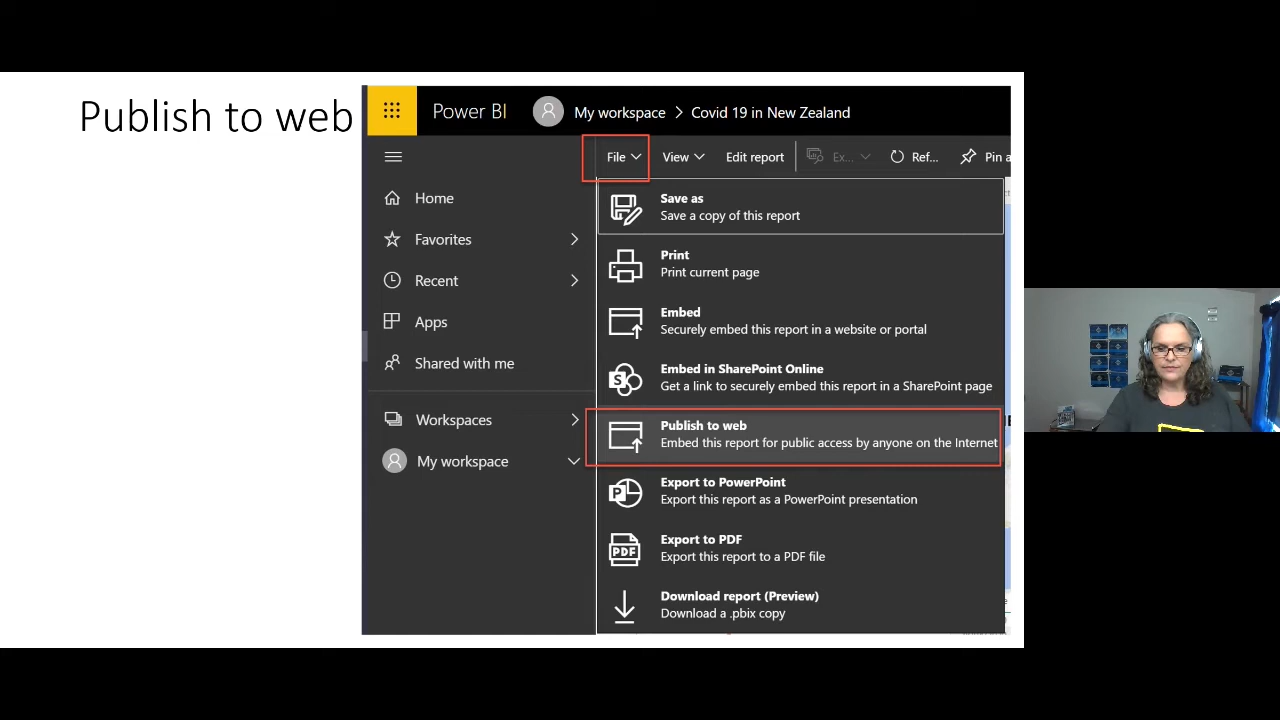 Publish to web
Power BI
My workspace > Covid 19 in New Zealand
File
View
Edit report
Ex...
Ref...
Pin a
Home
Favorites
Recent
Apps
Shared with me
Workspaces
My workspace
Save as
Save a copy of this report
Print
Print current page
Embed
Securely embed this report in a website or portal
Embed in SharePoint Online
Get a link to securely embed this report in a SharePoint page
Publish to web
Embed this report for public access by anyone on the Internet
Export to PowerPoint
Export this report as a PowerPoint presentation
Export to PDF
Export this report to a PDF file
Download report (Preview)
Download a .pbix copy